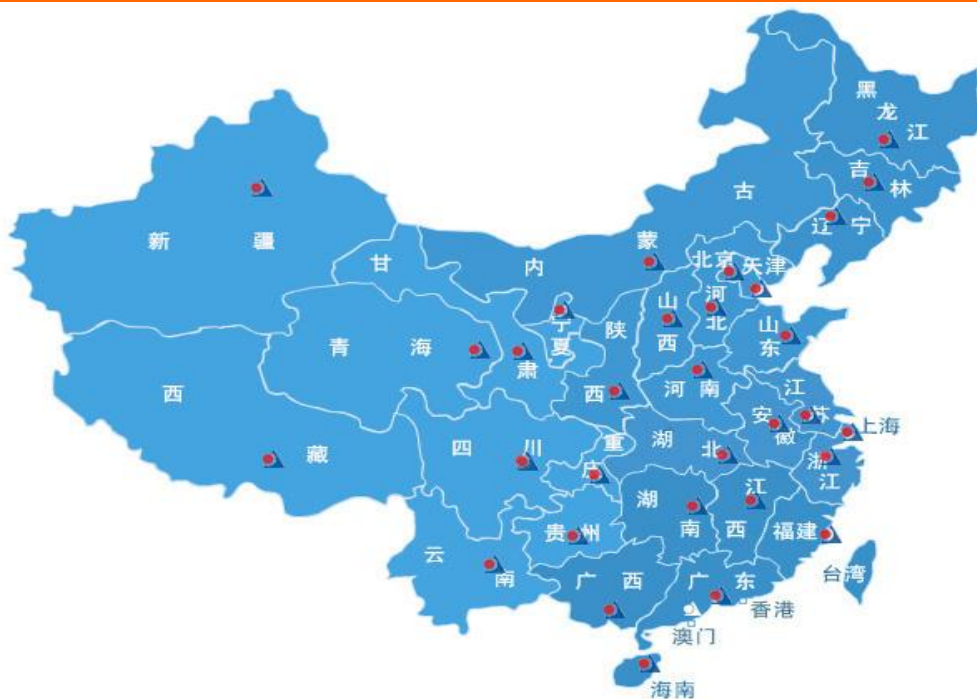 黑龙江
吉林
辽宁
内蒙古
新疆
甘肃
北京
天津
河北
山西
山东
宁夏
陕西
青海
河南
西藏
江苏
安徽
上海
四川
重庆
湖北
浙江
湖南
江西
福建
贵州
云南
广西
广东
台湾
香港
澳门
海南